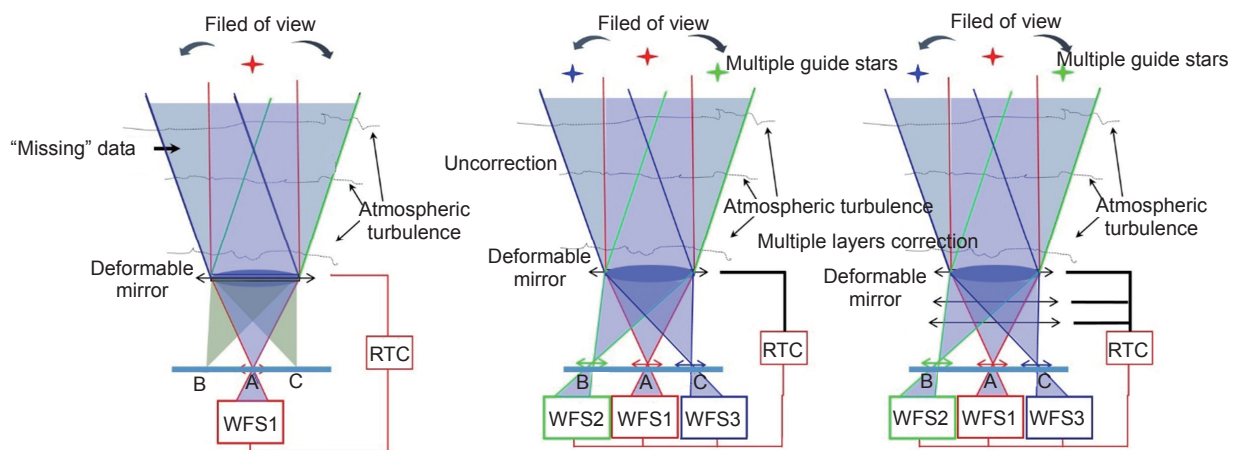 Filed of view
“Missing” data
Atmospheric
turbulence
Deformable
mirror
RTC
B A C
WFS1
Filed of view
Multiple guide stars
Uncorrection
Atmospheric turbulence
Deformable
mirror
RTC
B A C
WFS2 WFS1 WFS3
Filed of view
Multiple guide stars
Atmospheric
turbulence
Multiple layers correction
Deformable
mirror
RTC
B A C
WFS2 WFS1 WFS3